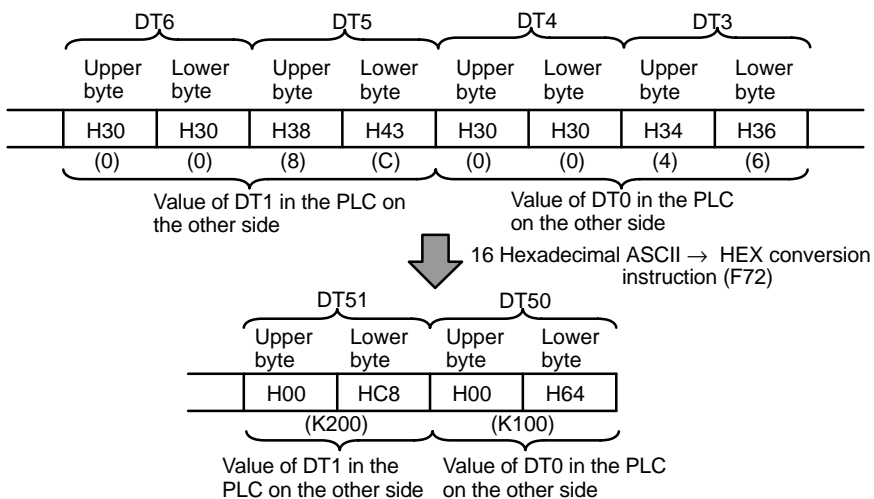 DT6 DT5 DT4 DT3
Upper byte Lower byte Upper byte Lower byte Upper byte Lower byte Upper byte Lower byte
H30 H30 H38 H43 H30 H30 H34 H36
(0) (0) (8) (C) (0) (0) (4) (6)
Value of DT1 in the PLC on
the other side
Value of DT0 in the PLC
on the other side
16 Hexadecimal ASCII → HEX conversion
instruction (F72)
DT51 DT50
Upper byte Lower byte Upper byte Lower byte
H00 HC8 H00 H64
(K200) (K100)
Value of DT1 in the
PLC on the other side
Value of DT0 in the PLC
on the other side